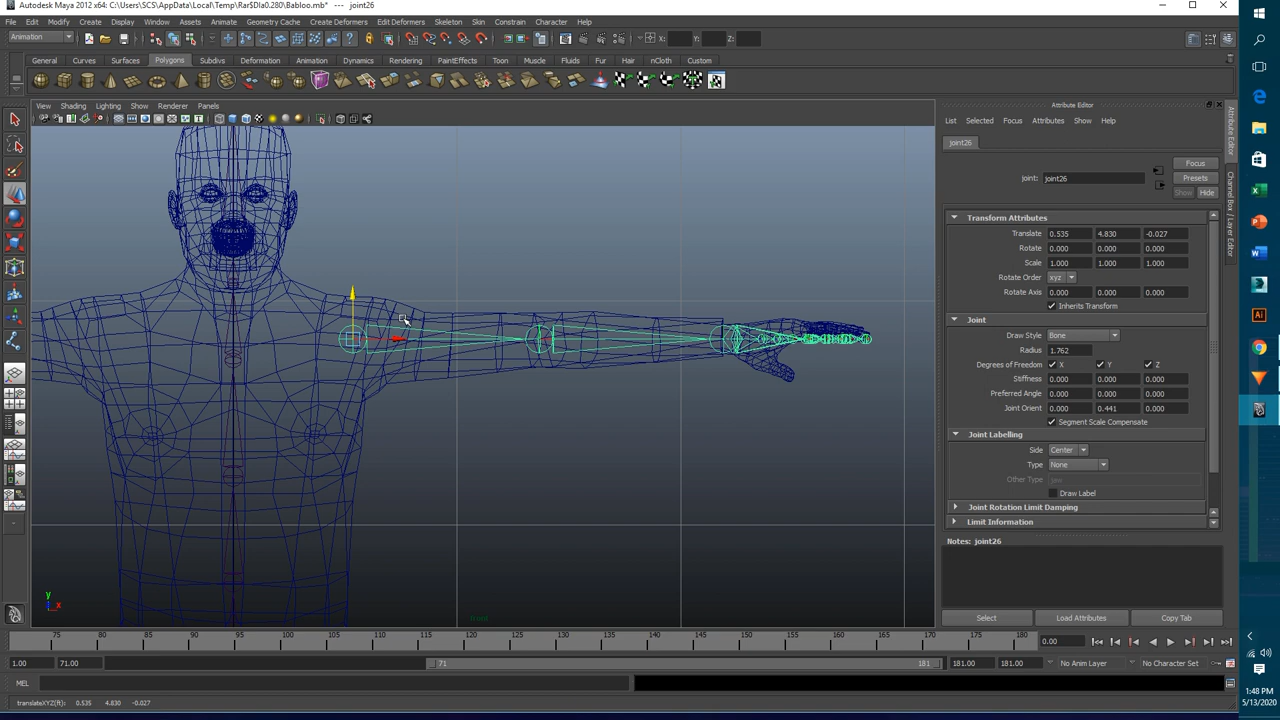 Autodesk Maya 2012 x64: C:\Users\SCS\AppData\Local\Temp\Rar$DIa0.280\Babloo.mb* --- joint26
File Edit Modify Create Display Window Assets Animate Geometry Cache Create Deformers Edit Deformers Skeleton Skin Constrain Character Help
Animation X: Y: Z:
General Curves Surfaces Polygons Subdivs Deformation Animation Dynamics Rendering PaintEffects Toon Muscle Fluids Fur Hair nCloth Custom
View Shading Lighting Show Renderer Panels
Attribute Editor
List Selected Focus Attributes Show Help
joint26
Focus
joint: joint26 Presets
Show Hide
Transform Attributes
Translate 0.535 4.830 -0.027
Rotate 0.000 0.000 0.000
Scale 1.000 1.000 1.000
Rotate Order xyz
Rotate Axis 0.000 0.000 0.000
Inherits Transform
Joint
Draw Style Bone
Radius 1.762
Degrees of Freedom X Y Z
Stiffness 0.000 0.000 0.000
Preferred Angle 0.000 0.000 0.000
Joint Orient 0.000 0.441 0.000
Segment Scale Compensate
Joint Labelling
Side Center
Type None
Other Type jaw
Draw Label
Joint Rotation Limit Damping
Limit Information
Notes: joint26
Select Load Attributes Copy Tab
Attribute Editor
Channel Box / Layer Editor
y
x
front
75 80 85 90 95 100 105 110 115 120 125 130 135 140 145 150 155 160 165 170 175 180 0.00
1.00 71.00 71 181 181.00 181.00 No Anim Layer No Character Set
MEL
translateXYZ(ft): 0.535 4.830 -0.027
1:48 PM
5/13/2020